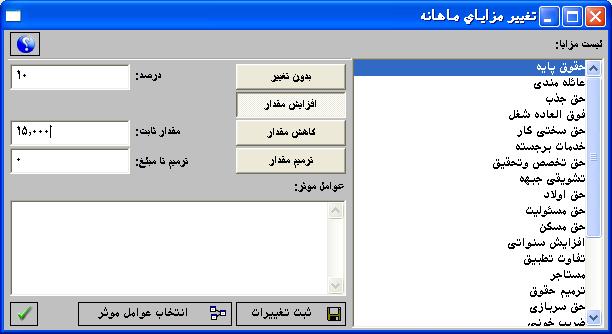 تغيير مزاياي ماهانه
ليست مزايا:
حقوق پايه
عائله مندی
حق جذب
فوق العاده شغل
حق سختی کار
خدمات برجسته
حق تخصص وتحقيق
تشويقی جبهه
حق اولاد
حق مسئوليت
حق مسکن
افزايش سنواتی
تفاوت تطبيق
مستاجر
ترميم حقوق
حق سربازی
ضريب خوبی
بدون تغيير
افزايش مقدار
کاهش مقدار
ترميم مقدار
درصد: ۱۰
مقدار ثابت: ۱۵,۰۰۰
ترميم تا مبلغ: ۰
عوامل موثر:
ثبت تغييرات
انتخاب عوامل موثر